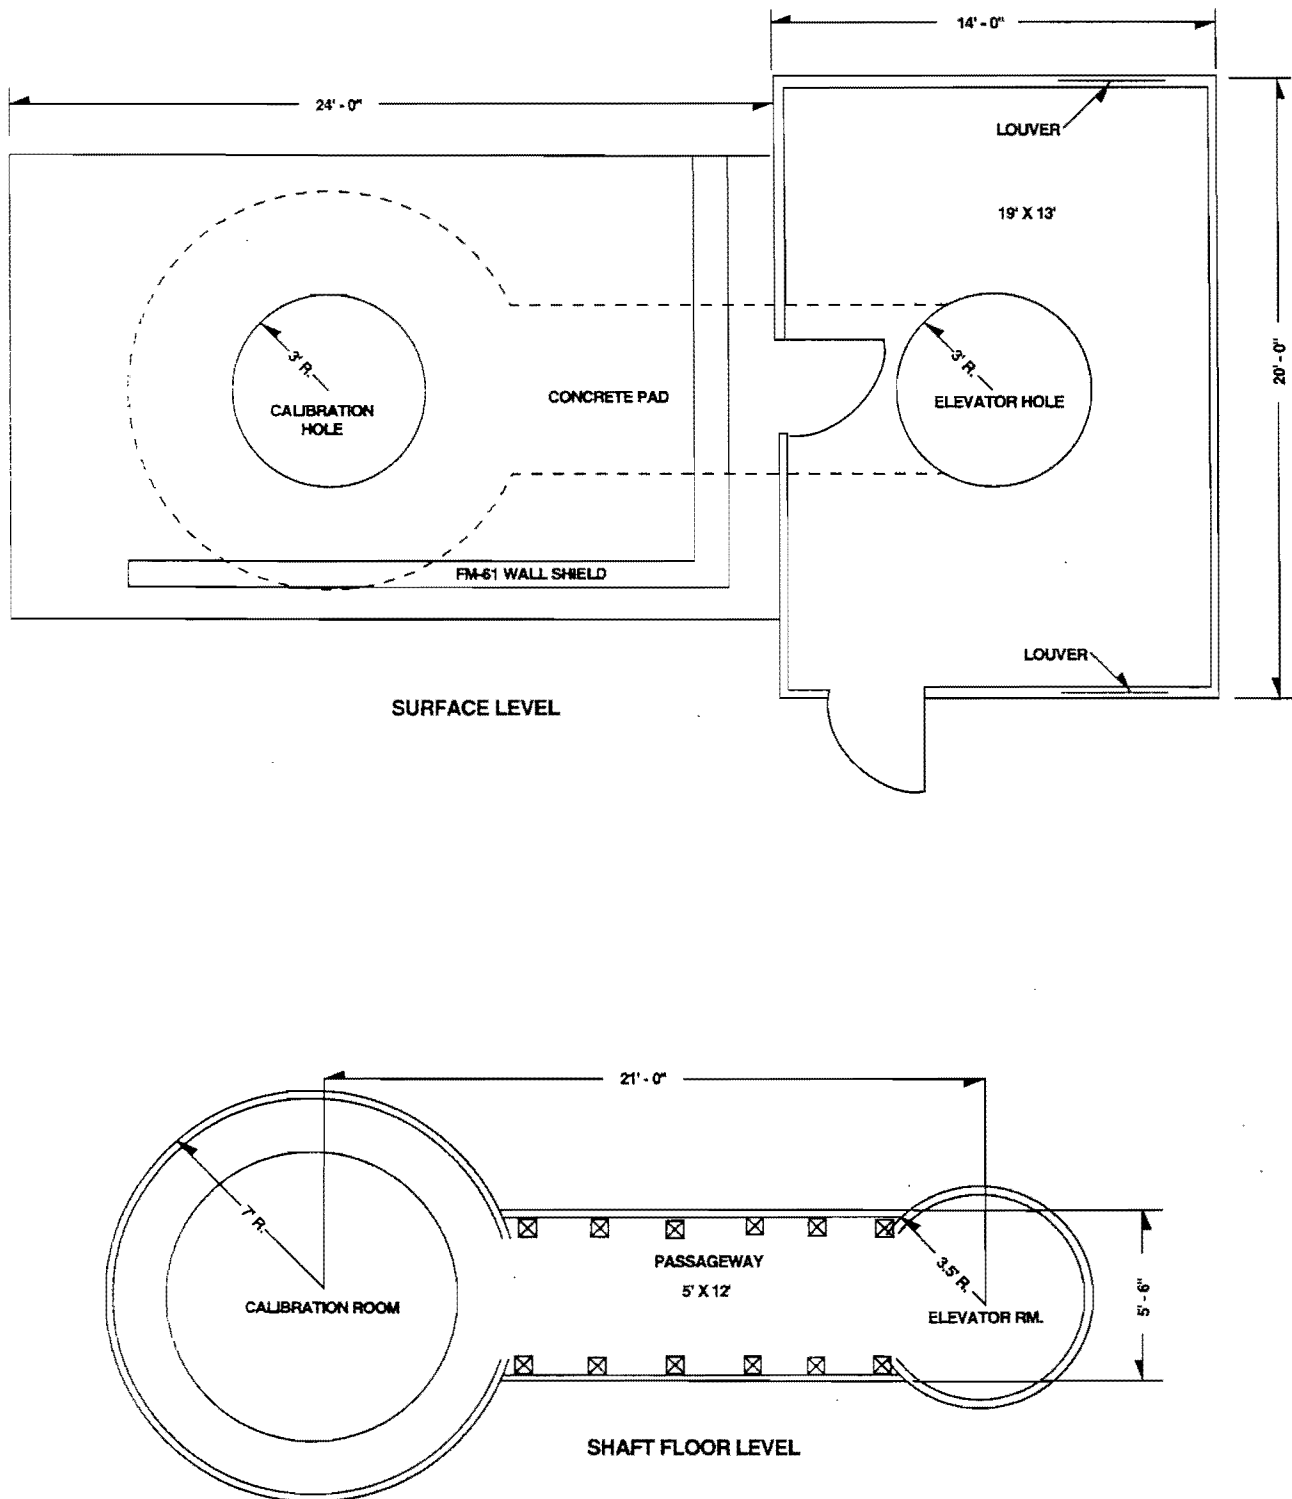 14' - 0"
24' - 0"
LOUVER
19' X 13'
3' R.
CALIBRATION
HOLE
CONCRETE PAD
3' R.
ELEVATOR HOLE
20' - 0"
FM-61 WALL SHIELD
LOUVER
SURFACE LEVEL
21' - 0"
7' R.
CALIBRATION ROOM
PASSAGEWAY
5' X 12'
3.5' R.
ELEVATOR RM.
5' - 6"
SHAFT FLOOR LEVEL